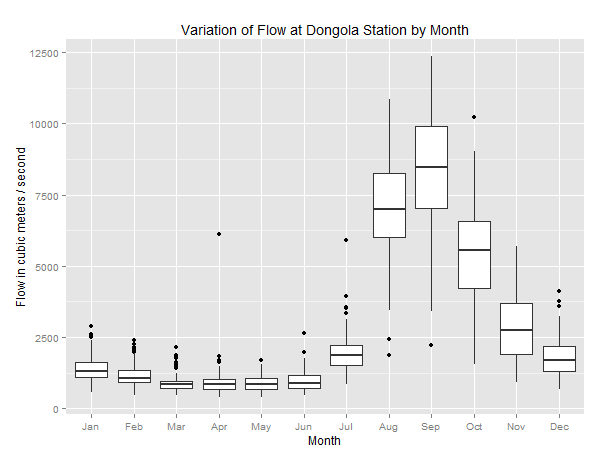 Variation of Flow at Dongola Station by Month
12500
10000
7500
5000
2500
0
Flow in cubic meters / second
Jan Feb Mar Apr May Jun Jul Aug Sep Oct Nov Dec
Month